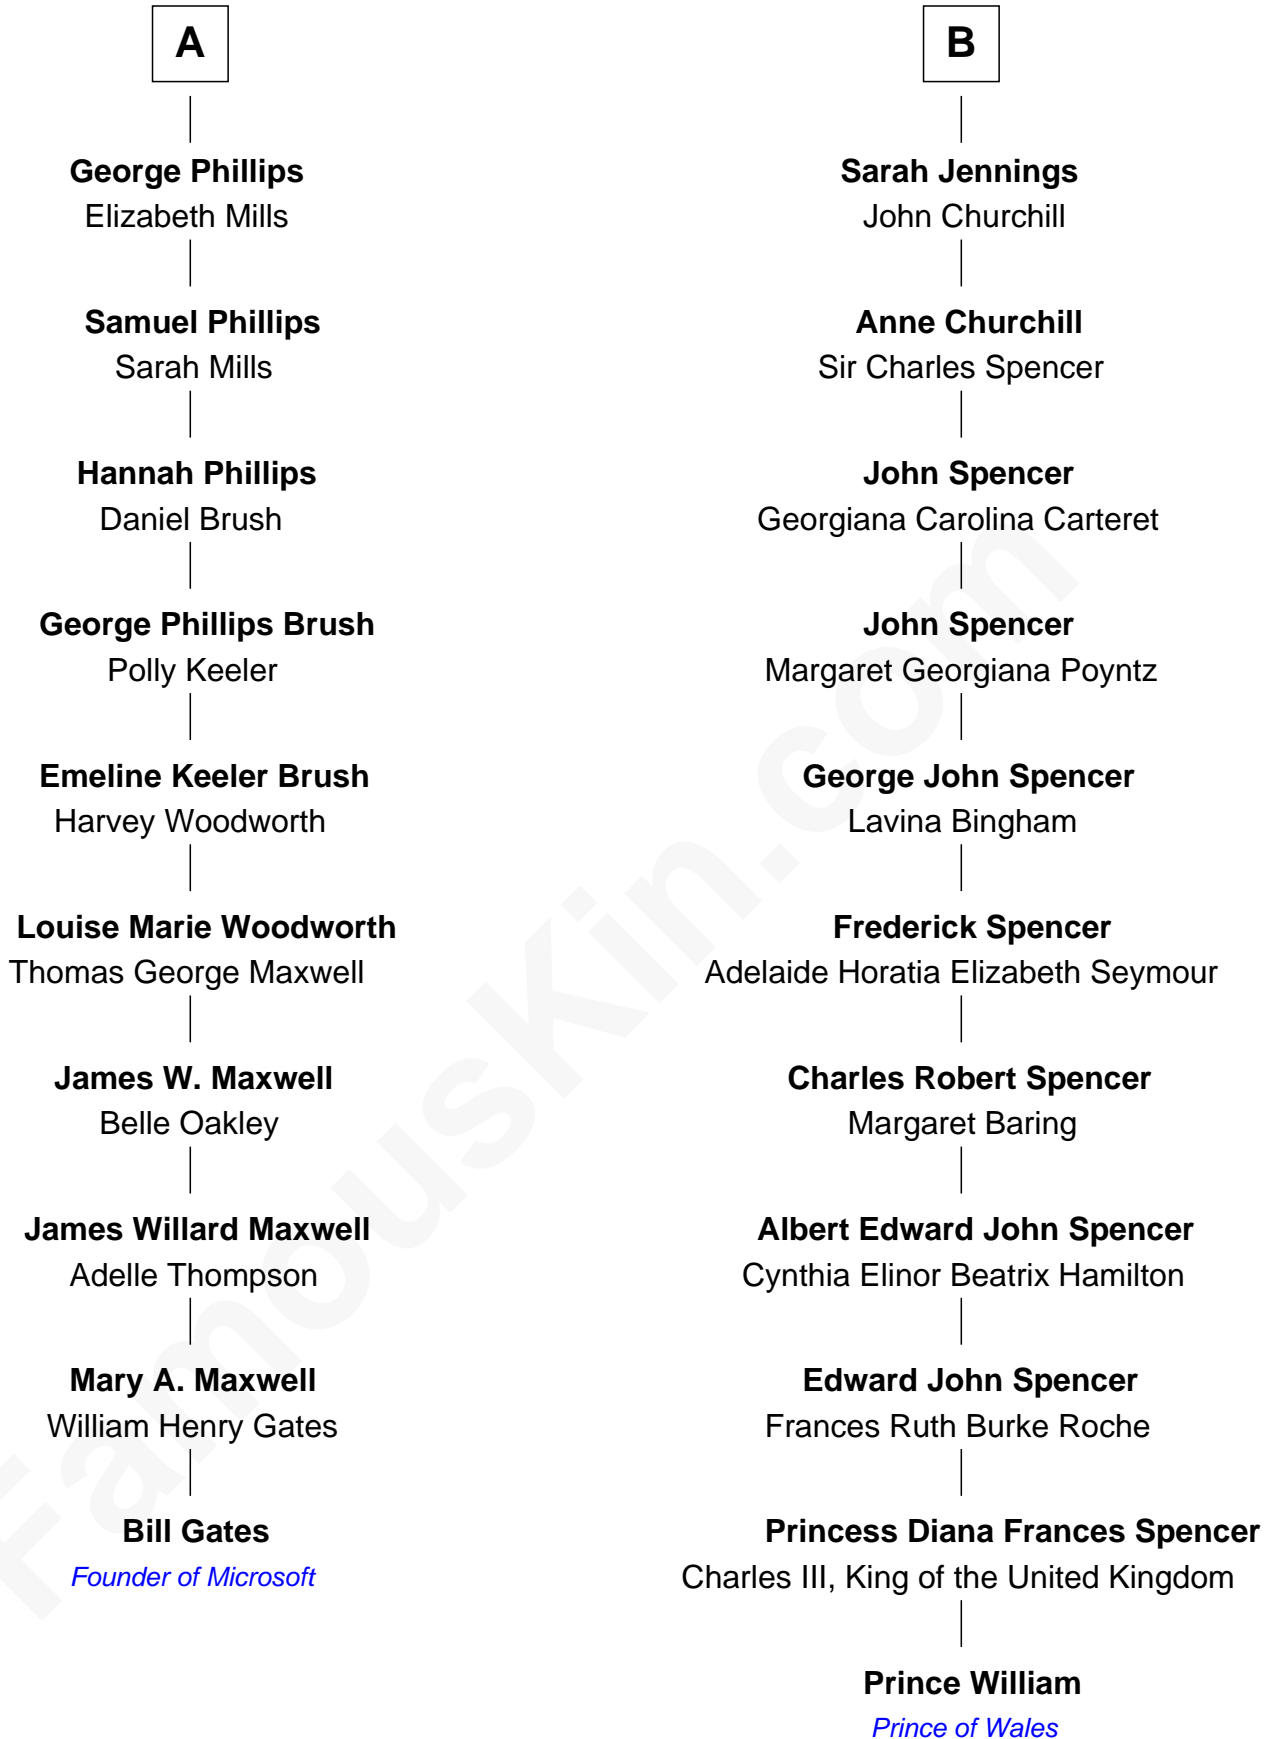 A
George Phillips
Elizabeth Mills
Samuel Phillips
Sarah Mills
Hannah Phillips
Daniel Brush
George Phillips Brush
Polly Keeler
Emeline Keeler Brush
Harvey Woodworth
Louise Marie Woodworth
Thomas George Maxwell
James W. Maxwell
Belle Oakley
James Willard Maxwell
Adelle Thompson
Mary A. Maxwell
William Henry Gates
Bill Gates
Founder of Microsoft
B
Sarah Jennings
John Churchill
Anne Churchill
Sir Charles Spencer
John Spencer
Georgiana Carolina Carteret
John Spencer
Margaret Georgiana Poyntz
George John Spencer
Lavina Bingham
Frederick Spencer
Adelaide Horatia Elizabeth Seymour
Charles Robert Spencer
Margaret Baring
Albert Edward John Spencer
Cynthia Elinor Beatrix Hamilton
Edward John Spencer
Frances Ruth Burke Roche
Princess Diana Frances Spencer
Charles III, King of the United Kingdom
Prince William
Prince of Wales
FamousKin.com